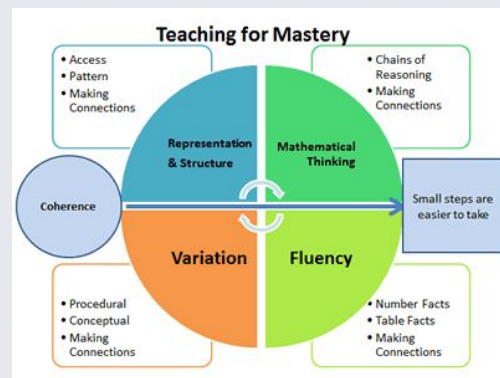 Teaching for Mastery
• Access
• Pattern
• Making
Connections
• Chains of
Reasoning
• Making
Connections
Representation
& Structure
Mathematical
Thinking
Coherence
Small steps are
easier to take
Variation
Fluency
• Procedural
• Conceptual
• Making
Connections
• Number Facts
• Table Facts
• Making
Connections